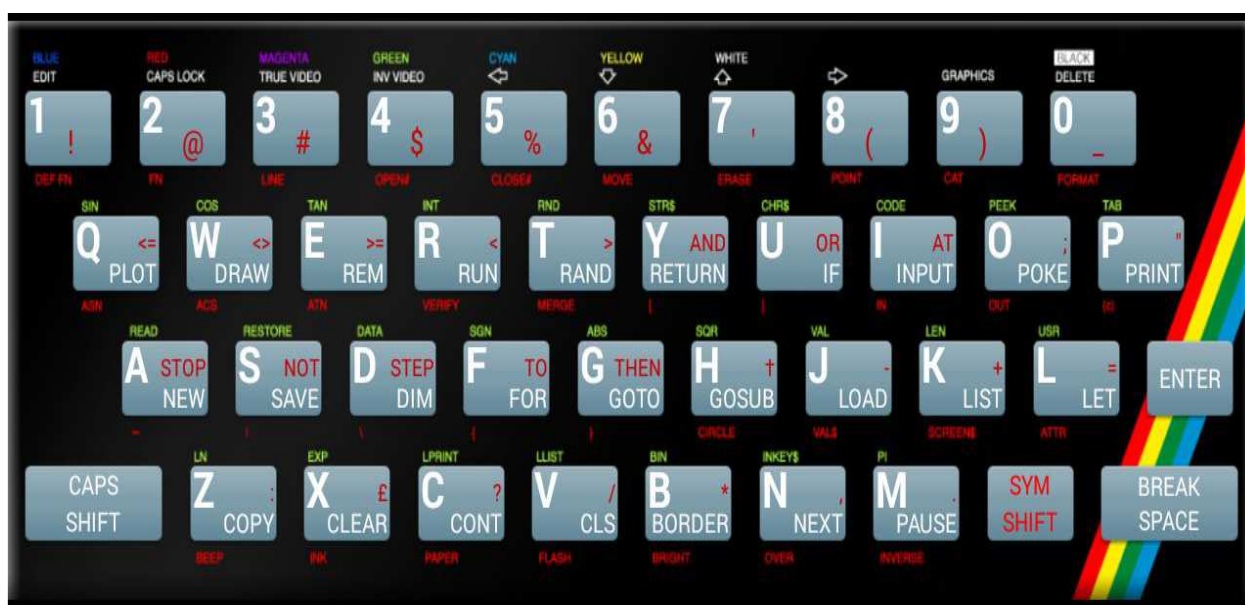 BLUE RED MAGENTA GREEN CYAN YELLOW WHITE BLACK
EDIT CAPS LOCK TRUE VIDEO INV VIDEO GRAPHICS DELETE
1 ! 2 @ 3 # 4 $ 5 % 6 & 7 ' 8 ( 9 ) 0 _
DEF FN FN LINE OPEN# CLOSE# MOVE ERASE POINT CAT FORMAT
SIN COS TAN INT RND STR$ CHR$ CODE PEEK TAB
Q <= W <> E >= R < T > Y AND U OR I AT O ; P "
PLOT DRAW REM RUN RAND RETURN IF INPUT POKE PRINT
ASN ACS ATN VERIFY MERGE [ ] IN OUT (c)
READ RESTORE DATA SGN ABS SQR VAL LEN USR
A STOP S NOT D STEP F TO G THEN H † J - K + L = ENTER
NEW SAVE DIM FOR GOTO GOSUB LOAD LIST LET
~ | \ { } CIRCLE VAL$ SCREEN$ ATTR
LN EXP LPRINT LLIST BIN INKEY$ PI
CAPS Z : X £ C ? V / B * N , M . SYM BREAK
SHIFT COPY CLEAR CONT CLS BORDER NEXT PAUSE SHIFT SPACE
BEEP INK PAPER FLASH BRIGHT OVER INVERSE